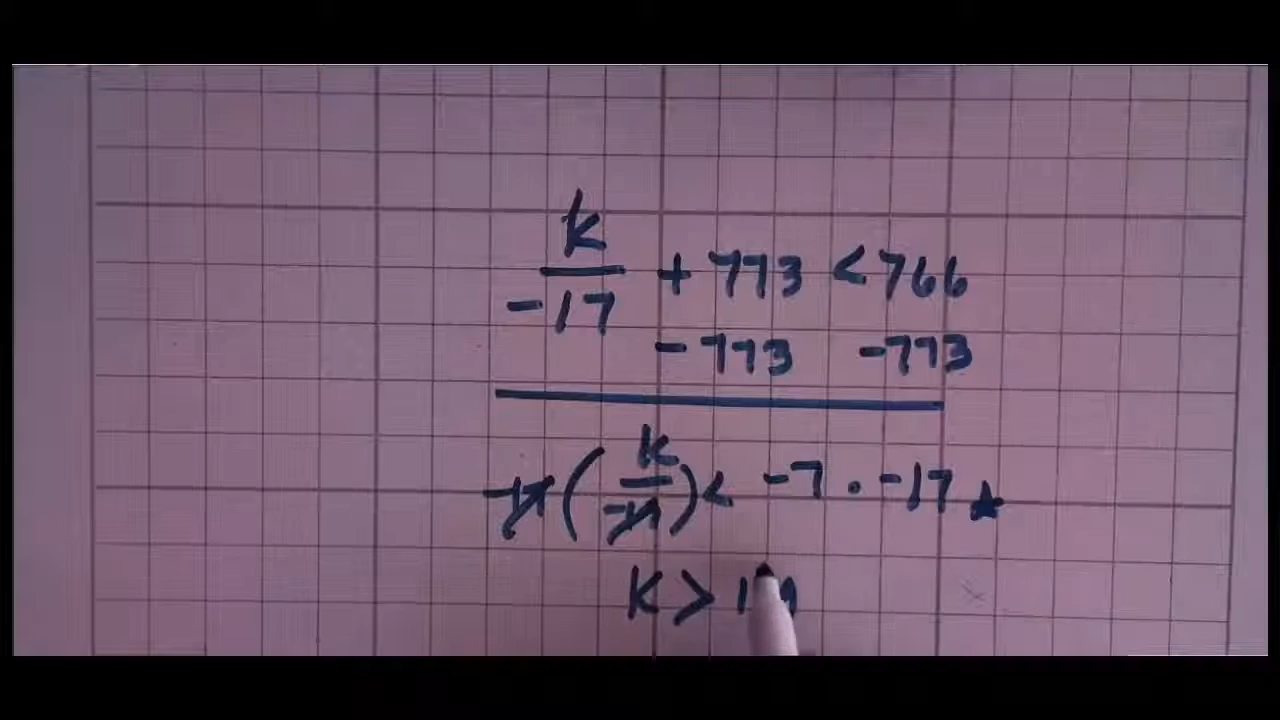 k
-17 + 773 < 766
-773 -773
-17 ( k / -17 ) < -7 . -17 ★
K >